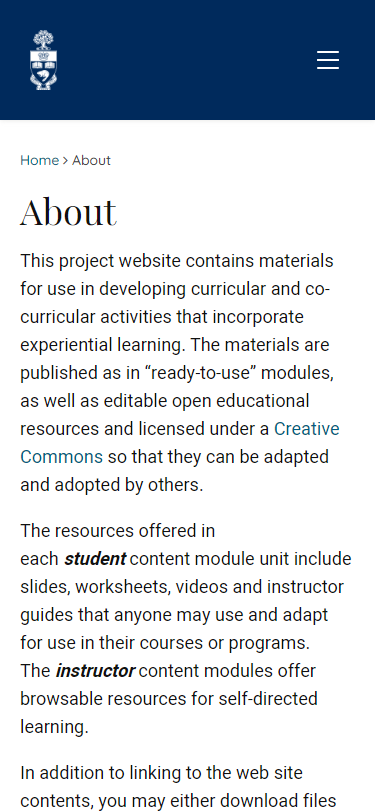 Home > About
About
This project website contains materials
for use in developing curricular and co-
curricular activities that incorporate
experiential learning. The materials are
published as in “ready-to-use” modules,
as well as editable open educational
resources and licensed under a Creative
Commons so that they can be adapted
and adopted by others.
The resources offered in
each student content module unit include
slides, worksheets, videos and instructor
guides that anyone may use and adapt
for use in their courses or programs.
The instructor content modules offer
browsable resources for self-directed
learning.
In addition to linking to the web site
contents, you may either download files